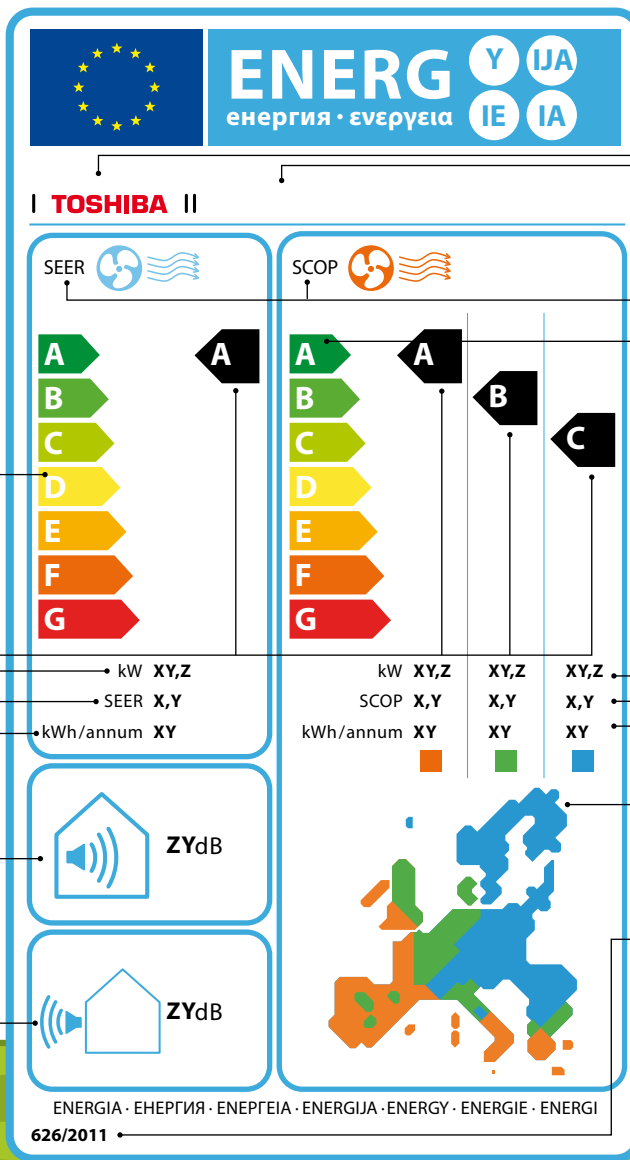 ENERG Y IJA
енергия · ενεργεια IE IA
I TOSHIBA II
SEER
A A
B
C
D
E
F
G
kW XY,Z
SEER X,Y
kWh/annum XY
SCOP
A A
B B
C C
D
E
F
G
kW XY,Z XY,Z XY,Z
SCOP X,Y X,Y X,Y
kWh/annum XY XY XY
ZYdB
ZYdB
ENERGIA · ЕНЕРГИЯ · ΕΝΕΡΓΕΙΑ · ENERGIJA · ENERGY · ENERGIE · ENERGI
626/2011